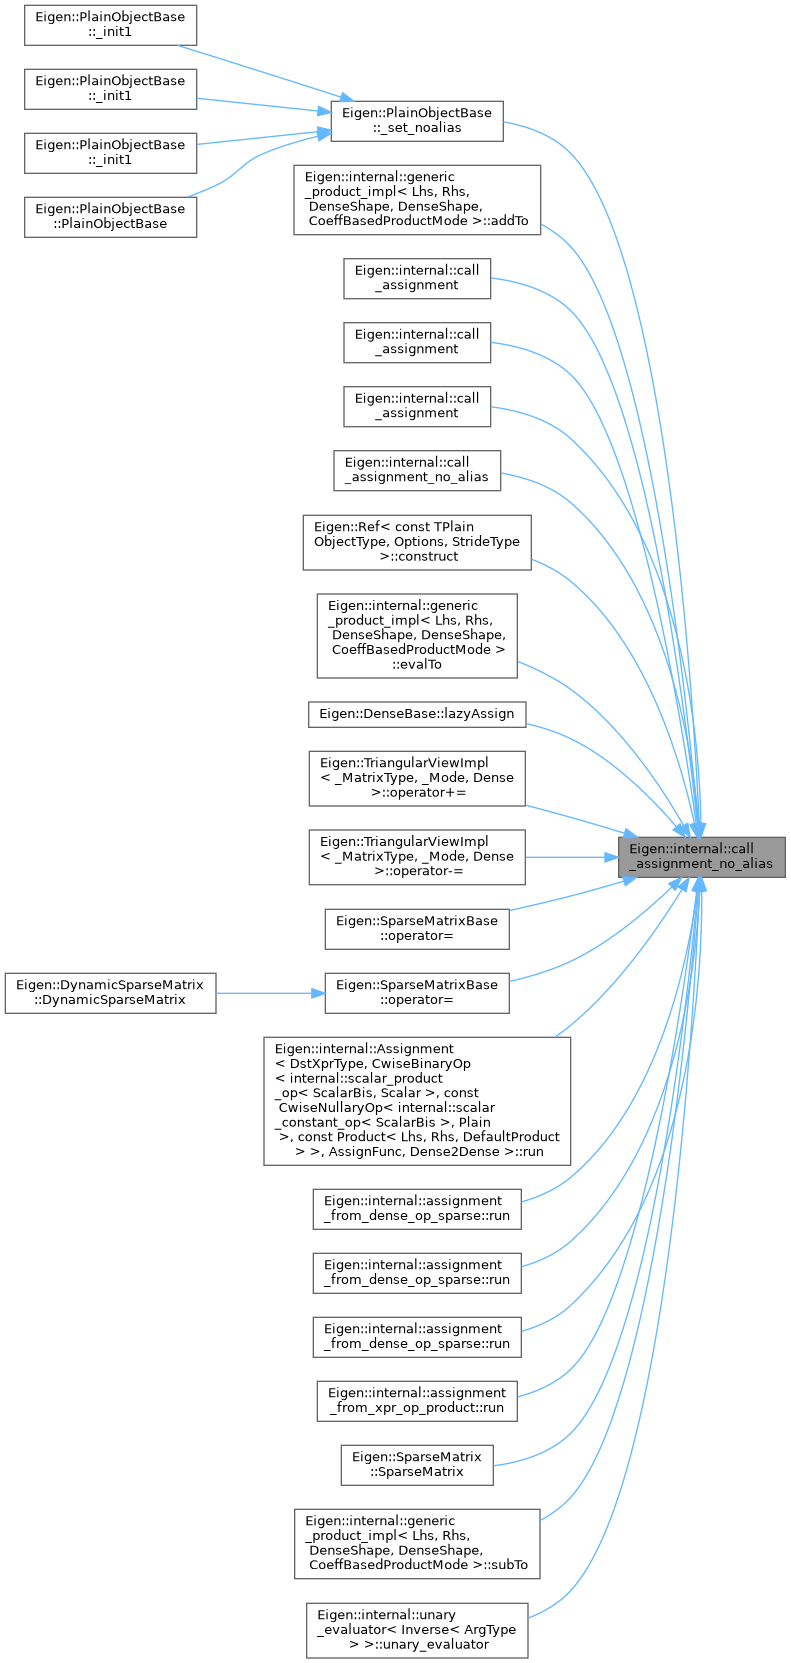 Eigen::PlainObjectBase
::_init1
Eigen::PlainObjectBase
::_init1
Eigen::PlainObjectBase
::_init1
Eigen::PlainObjectBase
::PlainObjectBase
Eigen::PlainObjectBase
::_set_noalias
Eigen::internal::generic
_product_impl< Lhs, Rhs,
DenseShape, DenseShape,
CoeffBasedProductMode >::addTo
Eigen::internal::call
_assignment
Eigen::internal::call
_assignment
Eigen::internal::call
_assignment
Eigen::internal::call
_assignment_no_alias
Eigen::Ref< const TPlain
ObjectType, Options, StrideType
>::construct
Eigen::internal::generic
_product_impl< Lhs, Rhs,
DenseShape, DenseShape,
CoeffBasedProductMode >
::evalTo
Eigen::DenseBase::lazyAssign
Eigen::TriangularViewImpl
< _MatrixType, _Mode, Dense
>::operator+=
Eigen::internal::call
_assignment_no_alias
Eigen::TriangularViewImpl
< _MatrixType, _Mode, Dense
>::operator-=
Eigen::SparseMatrixBase
::operator=
Eigen::DynamicSparseMatrix
::DynamicSparseMatrix
Eigen::SparseMatrixBase
::operator=
Eigen::internal::Assignment
< DstXprType, CwiseBinaryOp
< internal::scalar_product
_op< ScalarBis, Scalar >, const
CwiseNullaryOp< internal::scalar
_constant_op< ScalarBis >, Plain
>, const Product< Lhs, Rhs, DefaultProduct
> >, AssignFunc, Dense2Dense >::run
Eigen::internal::assignment
_from_dense_op_sparse::run
Eigen::internal::assignment
_from_dense_op_sparse::run
Eigen::internal::assignment
_from_dense_op_sparse::run
Eigen::internal::assignment
_from_xpr_op_product::run
Eigen::SparseMatrix
::SparseMatrix
Eigen::internal::generic
_product_impl< Lhs, Rhs,
DenseShape, DenseShape,
CoeffBasedProductMode >::subTo
Eigen::internal::unary
_evaluator< Inverse< ArgType
> >::unary_evaluator